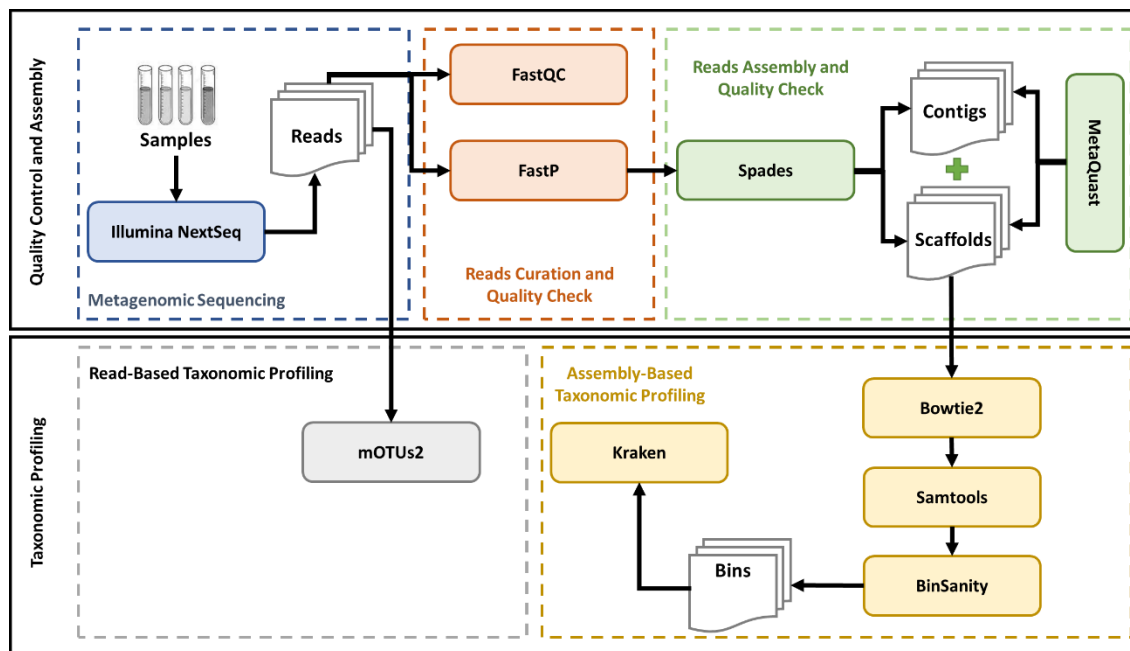 Quality Control and Assembly
Samples
Illumina NextSeq
Metagenomic Sequencing
Reads
FastQC
FastP
Reads Curation and
Quality Check
Reads Assembly and
Quality Check
Spades
Contigs
Scaffolds
MetaQuast
Taxonomic Profiling
Read-Based Taxonomic Profiling
mOTUs2
Assembly-Based
Taxonomic Profiling
Kraken
Bins
Bowtie2
Samtools
BinSanity